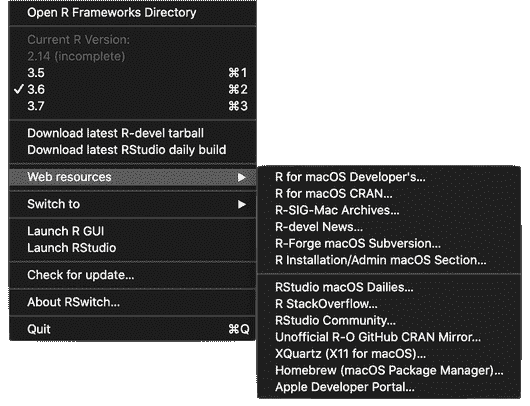 Open R Frameworks Directory
Current R Version:
2.14 (incomplete)
3.5 ⌘1
✓ 3.6 ⌘2
3.7 ⌘3
Download latest R-devel tarball
Download latest RStudio daily build
Web resources ▶
Switch to ▶
Launch R GUI
Launch RStudio
Check for update...
About RSwitch...
Quit ⌘Q
R for macOS Developer's...
R for macOS CRAN...
R-SIG-Mac Archives...
R-devel News...
R-Forge macOS Subversion...
R Installation/Admin macOS Section...
RStudio macOS Dailies...
R StackOverflow...
RStudio Community...
Unofficial R-O GitHub CRAN Mirror...
XQuartz (X11 for macOS)...
Homebrew (macOS Package Manager)...
Apple Developer Portal...